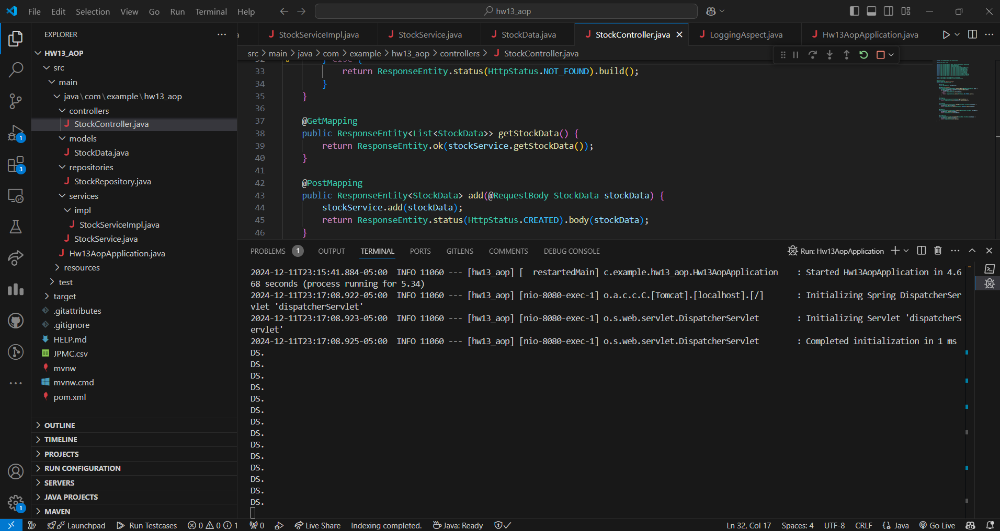 File Edit Selection View Go Run Terminal Help
hw13_aop
EXPLORER
HW13_AOP
src
main
java\com\example\hw13_aop
controllers
StockController.java
models
StockData.java
repositories
StockRepository.java
services
impl
StockServiceImpl.java
StockService.java
Hw13AopApplication.java
resources
test
target
.gitattributes
.gitignore
HELP.md
JPMC.csv
mvnw
mvnw.cmd
pom.xml
OUTLINE
TIMELINE
PROJECTS
RUN CONFIGURATION
SERVERS
JAVA PROJECTS
MAVEN
1
3
1
StockServiceImpl.java StockService.java StockData.java StockController.java LoggingAspect.java Hw13AopApplication.java
src > main > java > com > example > hw13_aop > controllers > StockController.java
32 } else {
33 return ResponseEntity.status(HttpStatus.NOT_FOUND).build();
34 }
35 }
36
37 @GetMapping
38 public ResponseEntity<List<StockData>> getStockData() {
39 return ResponseEntity.ok(stockService.getStockData());
40 }
41
42 @PostMapping
43 public ResponseEntity<StockData> add(@RequestBody StockData stockData) {
44 stockService.add(stockData);
45 return ResponseEntity.status(HttpStatus.CREATED).body(stockData);
46 }
PROBLEMS 1 OUTPUT TERMINAL PORTS GITLENS COMMENTS DEBUG CONSOLE
Run: Hw13AopApplication
2024-12-11T23:15:41.884-05:00  INFO 11060 --- [hw13_aop] [  restartedMain] c.example.hw13_aop.Hw13AopApplication    : Started Hw13AopApplication in 4.6
68 seconds (process running for 5.34)
2024-12-11T23:17:08.922-05:00  INFO 11060 --- [hw13_aop] [nio-8080-exec-1] o.a.c.c.C.[Tomcat].[localhost].[/]       : Initializing Spring DispatcherSer
vlet 'dispatcherServlet'
2024-12-11T23:17:08.923-05:00  INFO 11060 --- [hw13_aop] [nio-8080-exec-1] o.s.web.servlet.DispatcherServlet        : Initializing Servlet 'dispatcherS
ervlet'
2024-12-11T23:17:08.925-05:00  INFO 11060 --- [hw13_aop] [nio-8080-exec-1] o.s.web.servlet.DispatcherServlet        : Completed initialization in 1 ms
DS.
DS.
DS.
DS.
DS.
DS.
DS.
DS.
DS.
DS.
DS.
DS.
DS.
DS.
Launchpad Run Testcases 0 0 1 0 Live Share Indexing completed. Java: Ready Ln 32, Col 17 Spaces: 4 UTF-8 CRLF Java Go Live